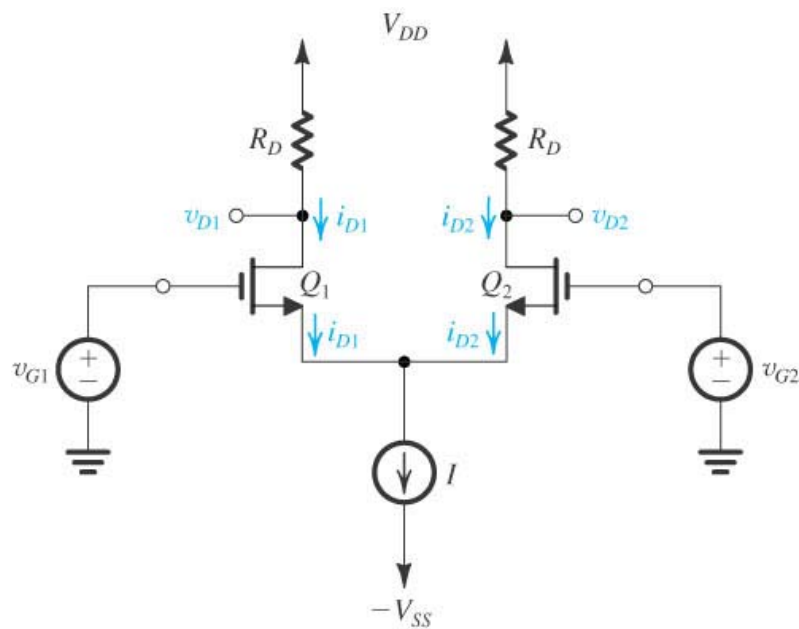 V_DD
R_D R_D
v_D1 i_D1 i_D2 v_D2
Q_1 Q_2
i_D1 i_D2
v_G1 + − + − v_G2
I
−V_SS